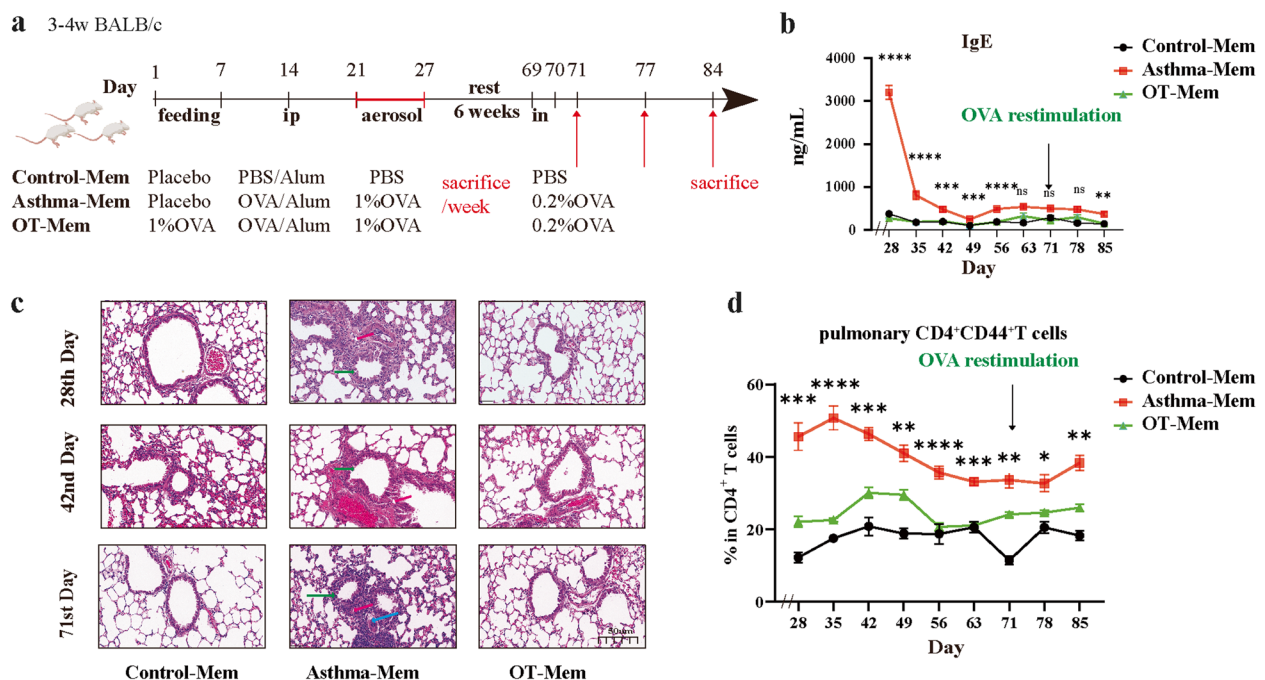 a 3-4w BALB/c
Day 1 7 14 21 27 69 70 71 77 84
rest
feeding ip aerosol 6 weeks in
Control-Mem Placebo PBS/Alum PBS PBS
Asthma-Mem Placebo OVA/Alum 1%OVA 0.2%OVA
OT-Mem 1%OVA OVA/Alum 1%OVA 0.2%OVA
sacrifice
/week
sacrifice
b
IgE
Control-Mem
Asthma-Mem
OT-Mem
OVA restimulation
ng/mL
4000
3000
2000
1000
0
**** **** *** *** **** ns ns ns **
28 35 42 49 56 63 71 78 85
Day
c
28th Day
42nd Day
71st Day
50μm
Control-Mem Asthma-Mem OT-Mem
d
pulmonary CD4⁺CD44⁺T cells
OVA restimulation
Control-Mem
Asthma-Mem
OT-Mem
% in CD4⁺ T cells
60
40
20
0
*** **** *** ** **** *** ** * **
28 35 42 49 56 63 71 78 85
Day